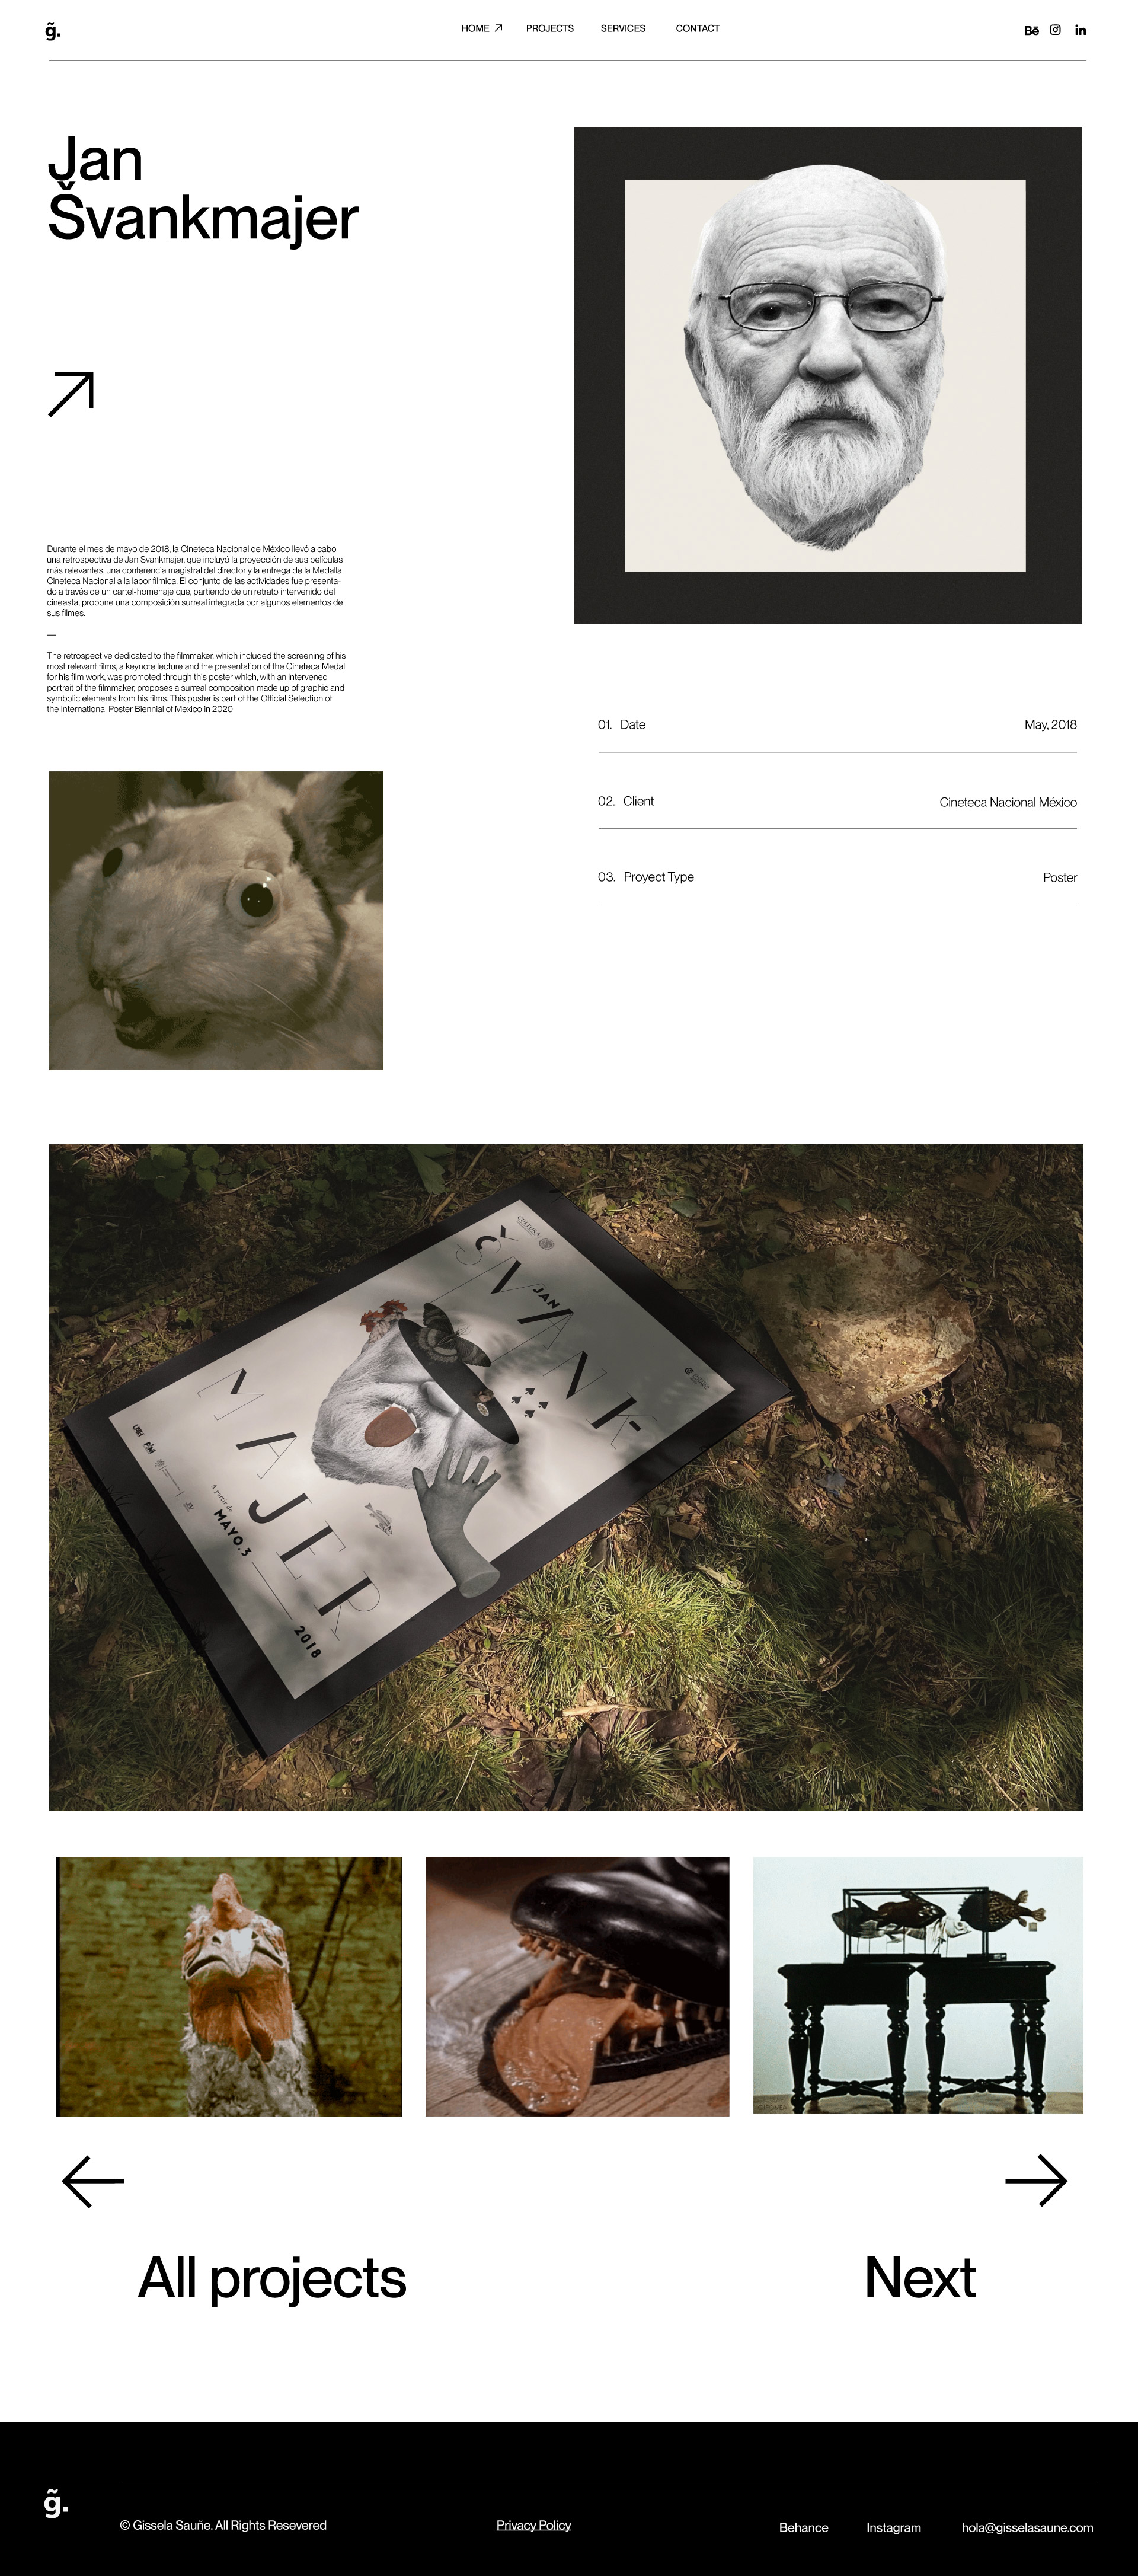 g̃.
HOME
PROJECTS
SERVICES
CONTACT
Bē
in
Jan
Švankmajer
Durante el mes de mayo de 2018, la Cineteca Nacional de México llevó a cabo
una retrospectiva de Jan Svankmajer, que incluyó la proyección de sus películas
más relevantes, una conferencia magistral del director y la entrega de la Medalla
Cineteca Nacional a la labor fílmica. El conjunto de las actividades fue presenta-
do a través de un cartel-homenaje que, partiendo de un retrato intervenido del
cineasta, propone una composición surreal integrada por algunos elementos de
sus filmes.
—
The retrospective dedicated to the filmmaker, which included the screening of his
most relevant films, a keynote lecture and the presentation of the Cineteca Medal
for his film work, was promoted through this poster which, with an intervened
portrait of the filmmaker, proposes a surreal composition made up of graphic and
symbolic elements from his films. This poster is part of the Official Selection of
the International Poster Biennial of Mexico in 2020
01. Date
May, 2018
02. Client
Cineteca Nacional México
03. Proyect Type
Poster
CULTURA
JAN
SVANK
MAJER
A partir de
MAYO.3
2018
All projects
Next
g̃.
© Gissela Sauñe. All Rights Resevered
Privacy Policy
Behance
Instagram
hola@gisselasaune.com